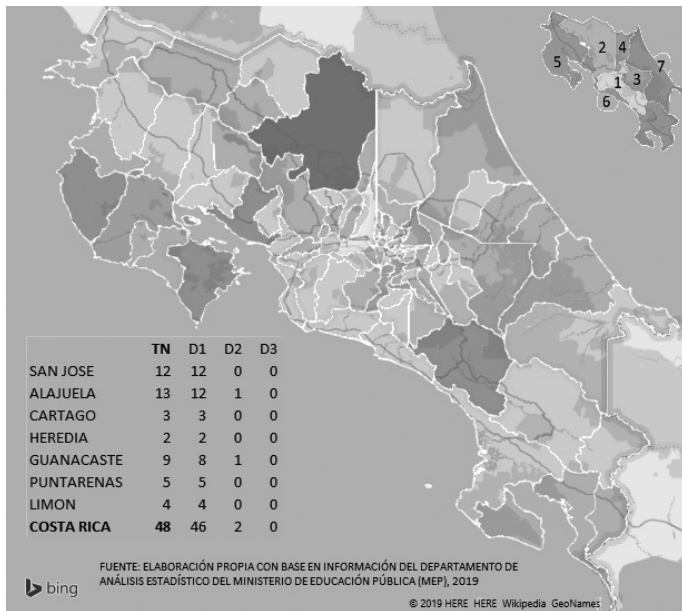 2 4
5 7
1 3
6
TN D1 D2 D3
SAN JOSE 12 12 0 0
ALAJUELA 13 12 1 0
CARTAGO 3 3 0 0
HEREDIA 2 2 0 0
GUANACASTE 9 8 1 0
PUNTARENAS 5 5 0 0
LIMON 4 4 0 0
COSTA RICA 48 46 2 0
FUENTE: ELABORACIÓN PROPIA CON BASE EN INFORMACIÓN DEL DEPARTAMENTO DE
ANÁLISIS ESTADÍSTICO DEL MINISTERIO DE EDUCACIÓN PÚBLICA (MEP), 2019
bing
© 2019 HERE HERE Wikipedia GeoNames